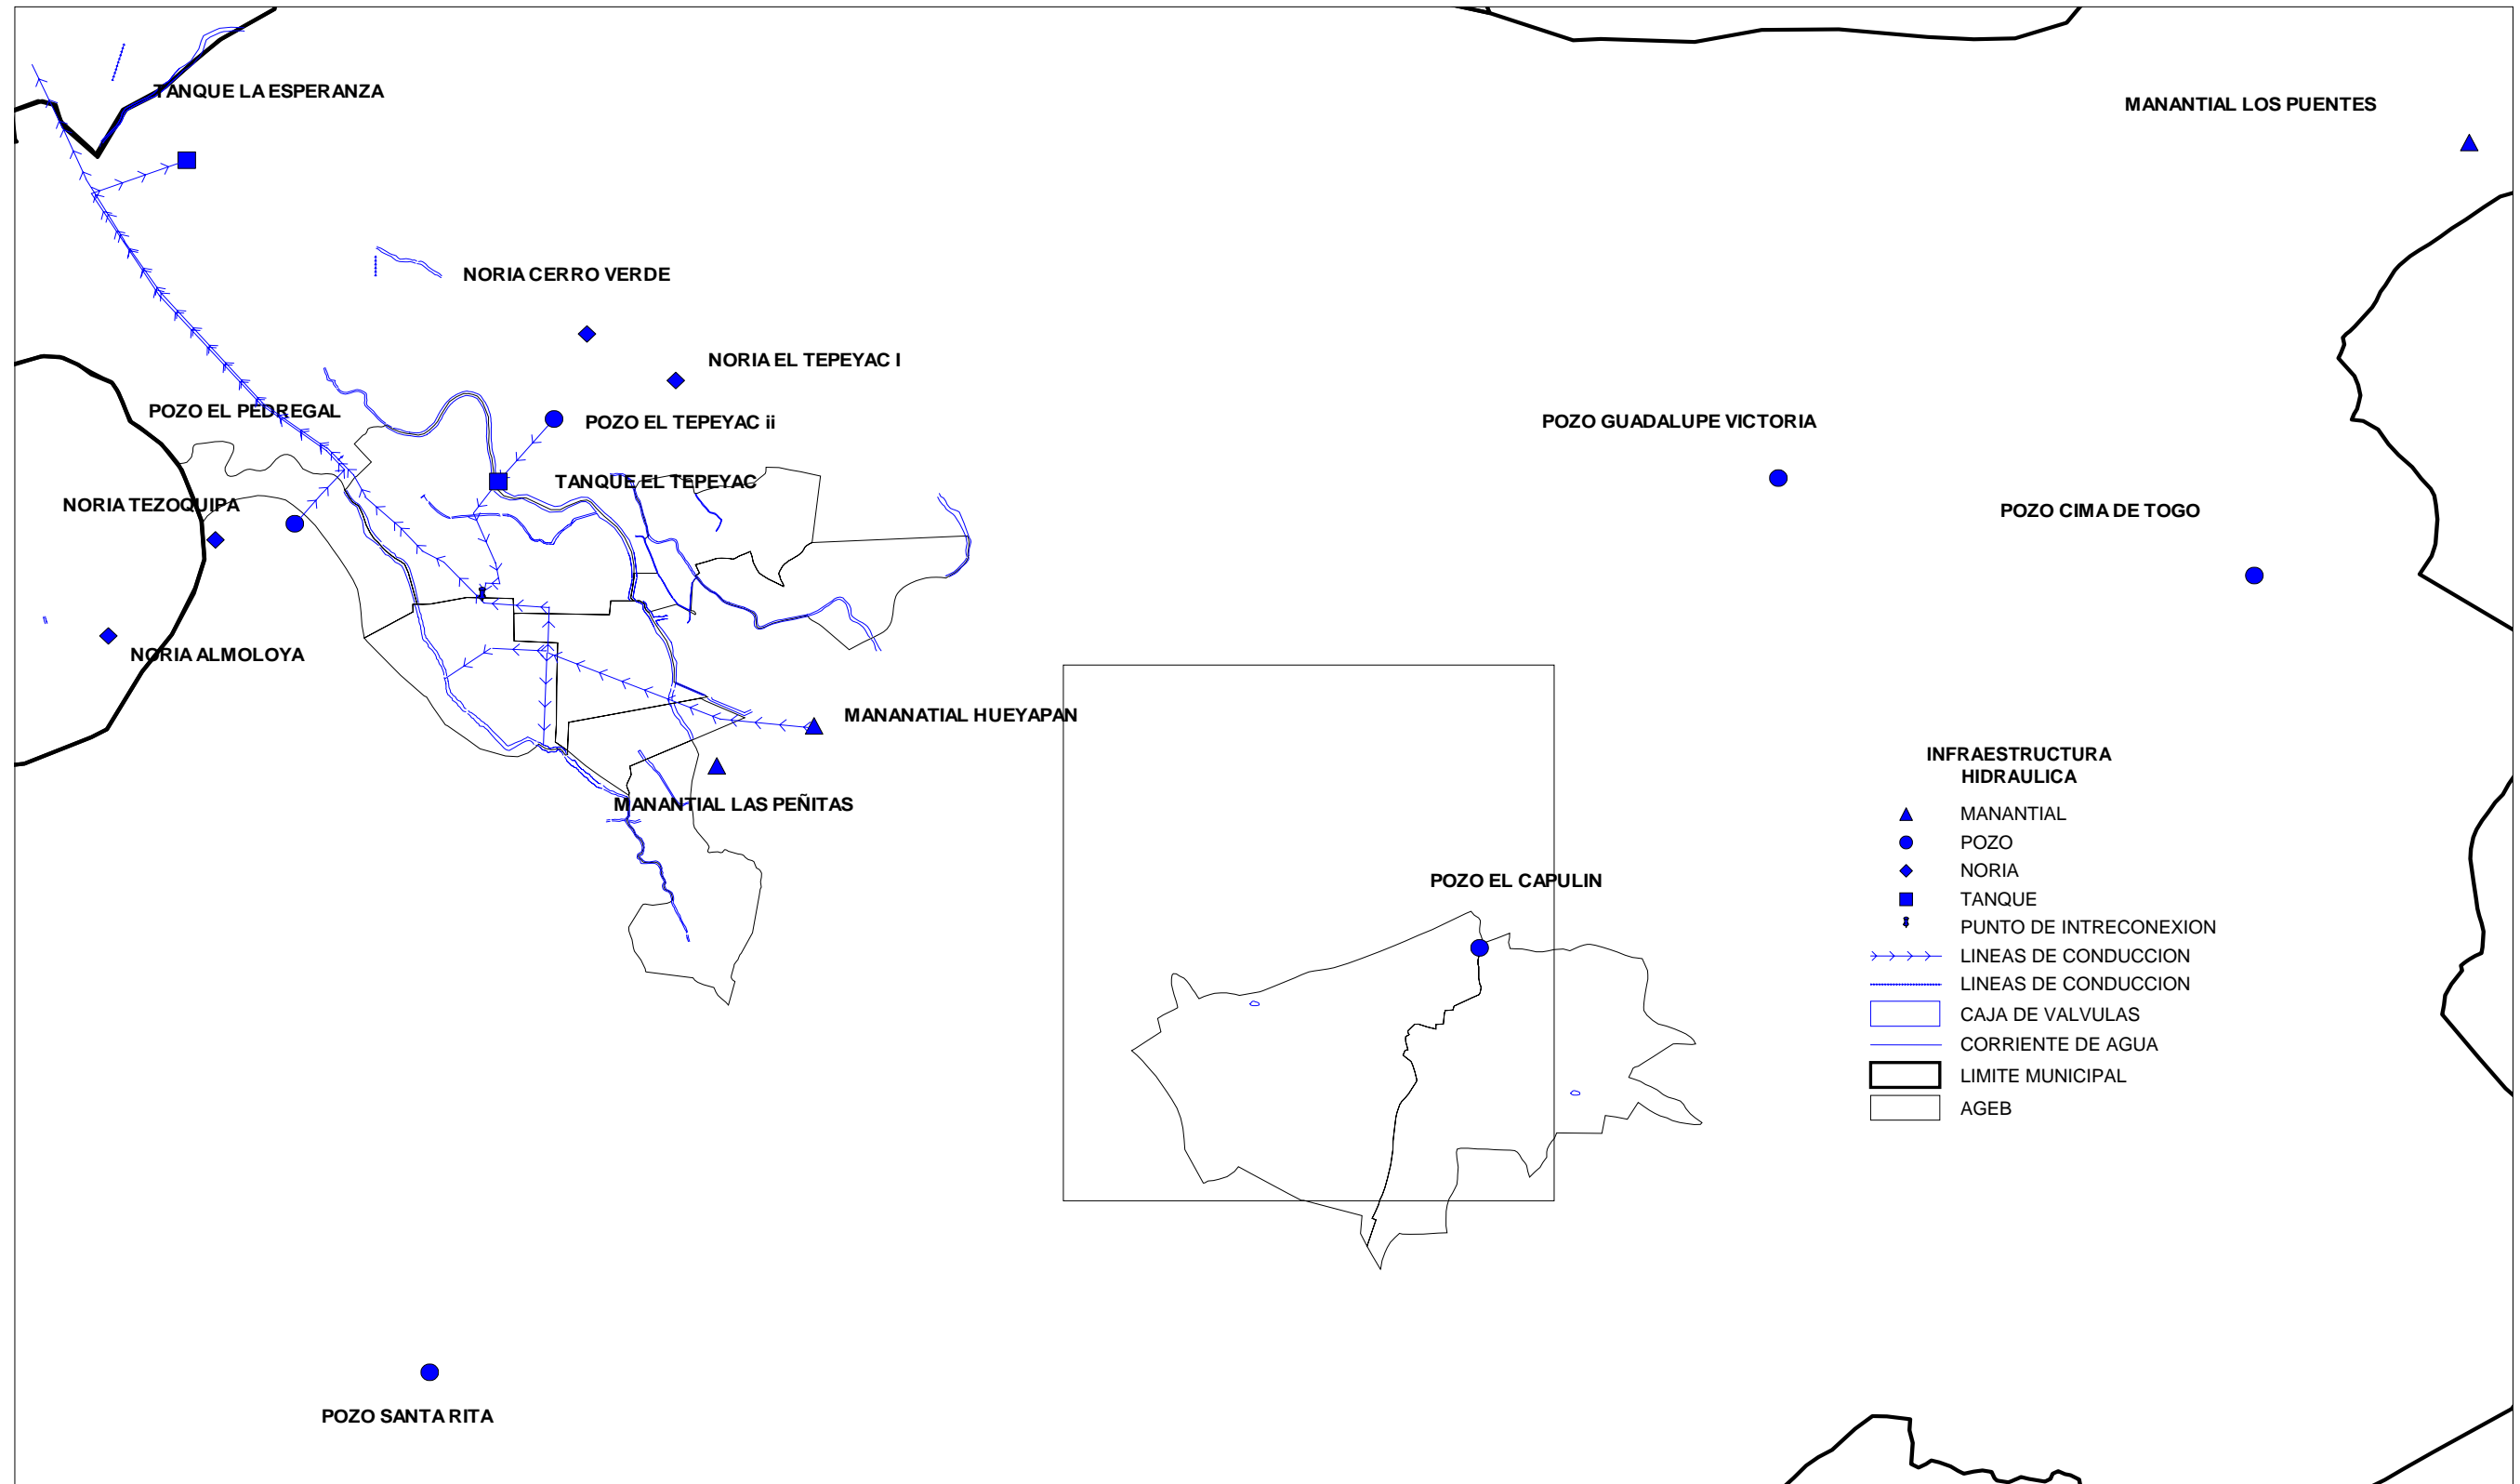 TANQUE LA ESPERANZA
MANANTIAL LOS PUENTES
NORIA CERRO VERDE
NORIA EL TEPEYAC I
POZO EL PEDREGAL
POZO EL TEPEYAC ii
POZO GUADALUPE VICTORIA
TANQUE EL TEPEYAC
NORIA TEZOQUIPA
POZO CIMA DE TOGO
NORIA ALMOLOYA
MANANATIAL HUEYAPAN
MANANTIAL LAS PEÑITAS
POZO EL CAPULIN
POZO SANTA RITA
INFRAESTRUCTURA
HIDRAULICA
MANANTIAL
POZO
NORIA
TANQUE
PUNTO DE INTRECONEXION
LINEAS DE CONDUCCION
LINEAS DE CONDUCCION
CAJA DE VALVULAS
CORRIENTE DE AGUA
LIMITE MUNICIPAL
AGEB